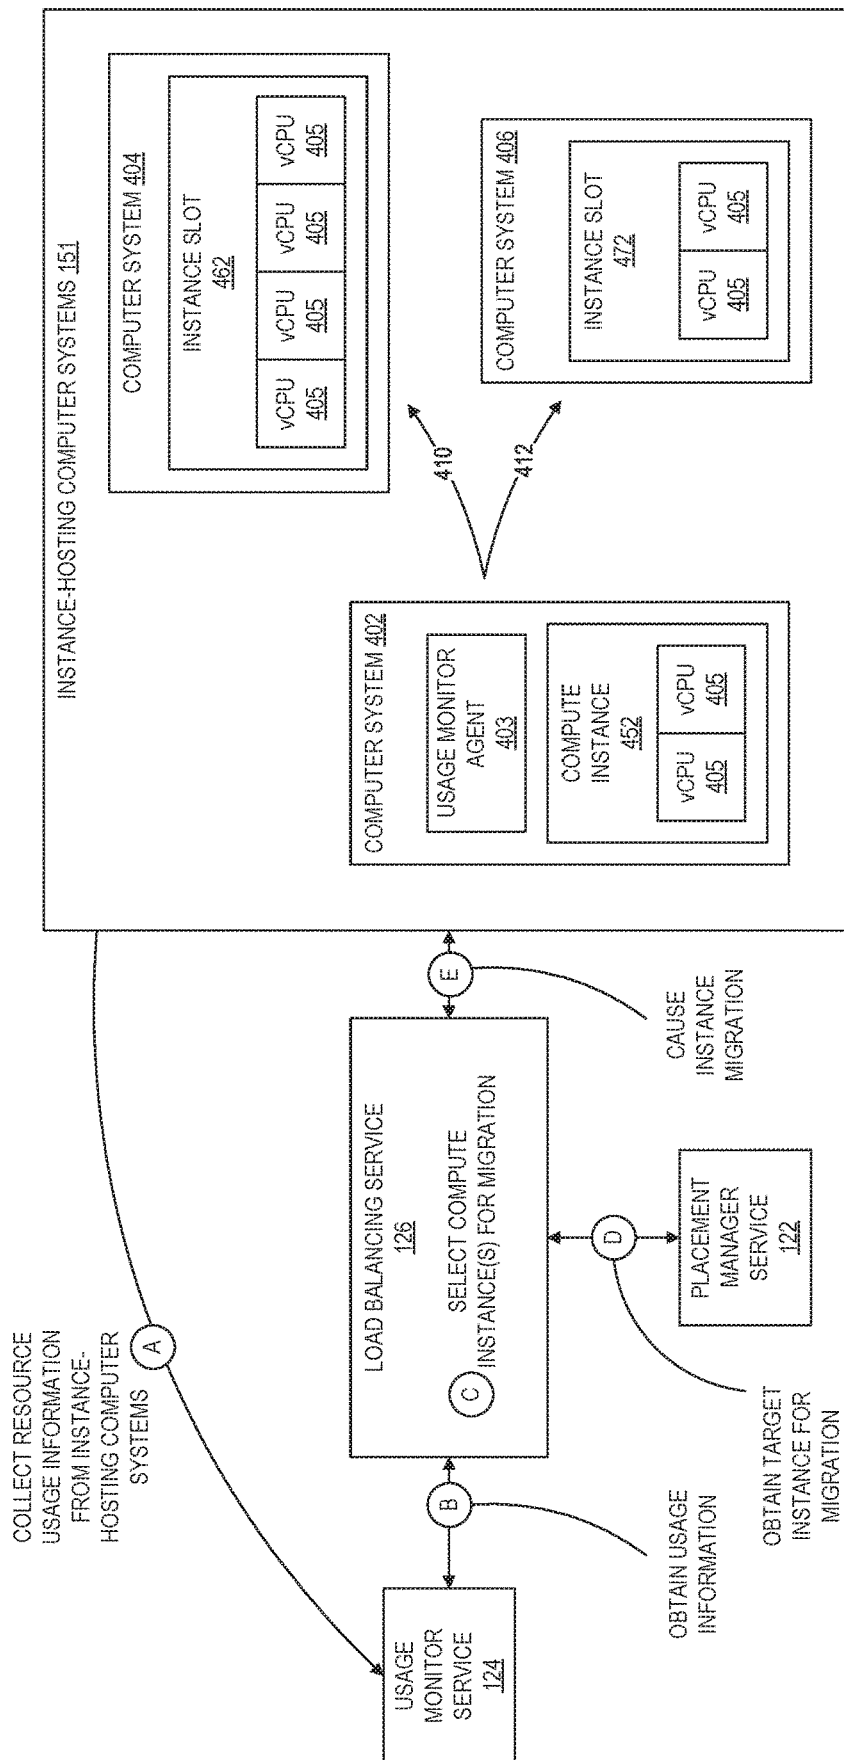 COLLECT RESOURCE
USAGE INFORMATION
FROM INSTANCE-
HOSTING COMPUTER
SYSTEMS
A
USAGE
MONITOR
SERVICE
124
B
OBTAIN USAGE
INFORMATION
LOAD BALANCING SERVICE
126
C
SELECT COMPUTE
INSTANCE(S) FOR MIGRATION
D
OBTAIN TARGET
INSTANCE FOR
MIGRATION
PLACEMENT
MANAGER
SERVICE
122
E
CAUSE
INSTANCE
MIGRATION
INSTANCE-HOSTING COMPUTER SYSTEMS 151
COMPUTER SYSTEM 402
USAGE MONITOR
AGENT
403
COMPUTE
INSTANCE
452
vCPU
405
vCPU
405
410
412
COMPUTER SYSTEM 404
INSTANCE SLOT
462
vCPU
405
vCPU
405
vCPU
405
vCPU
405
COMPUTER SYSTEM 406
INSTANCE SLOT
472
vCPU
405
vCPU
405